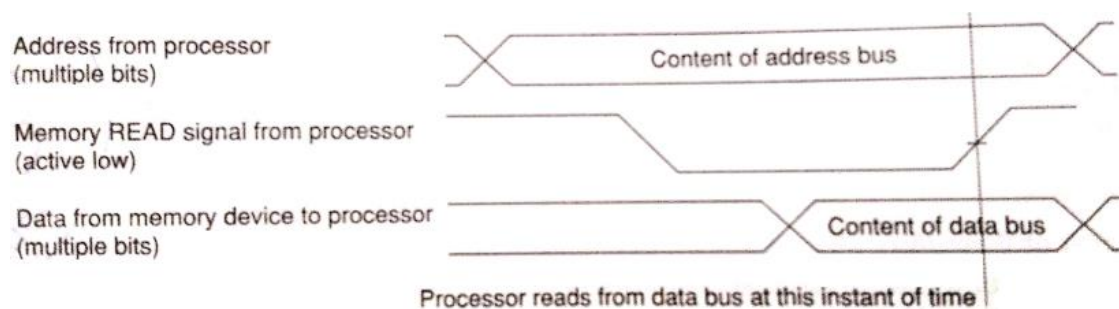 Address from processor
(multiple bits)
Content of address bus
Memory READ signal from processor
(active low)
Data from memory device to processor
(multiple bits)
Content of data bus
Processor reads from data bus at this instant of time